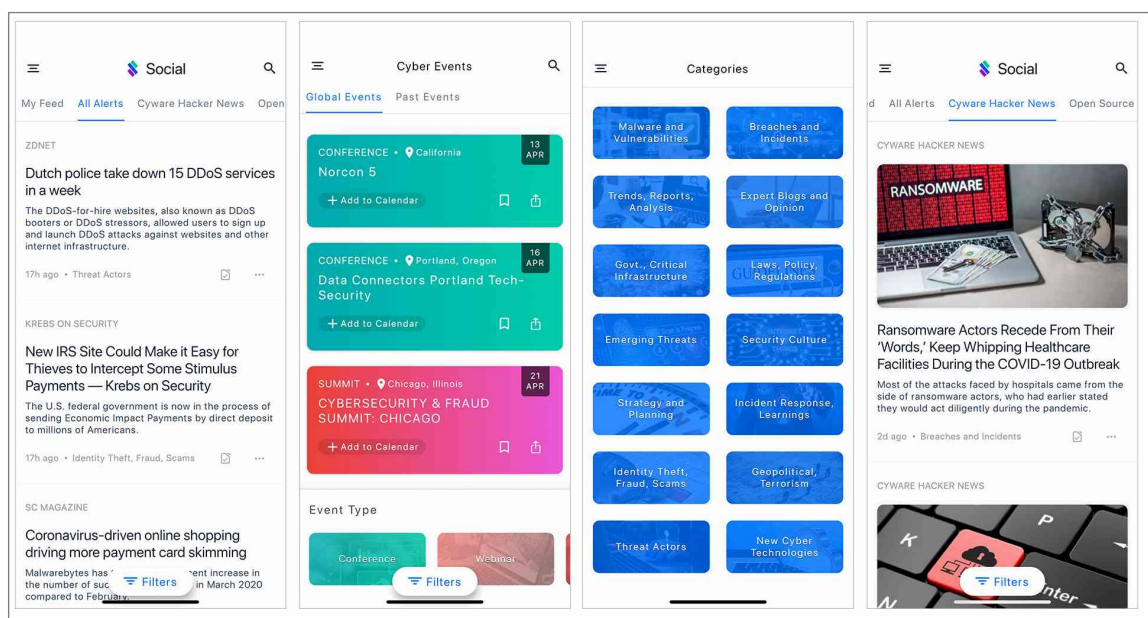 Social
My Feed All Alerts Cyware Hacker News Open
ZDNET
Dutch police take down 15 DDoS services
in a week
The DDoS-for-hire websites, also known as DDoS
booters or DDoS stressors, allowed users to sign up
and launch DDoS attacks against websites and other
internet infrastructure.
17h ago • Threat Actors
KREBS ON SECURITY
New IRS Site Could Make it Easy for
Thieves to Intercept Some Stimulus
Payments — Krebs on Security
The U.S. federal government is now in the process of
sending Economic Impact Payments by direct deposit
to millions of Americans.
17h ago • Identity Theft, Fraud, Scams
SC MAGAZINE
Coronavirus-driven online shopping
driving more payment card skimming
Malwarebytes has increase in
the number of in March 2020
compared to February.
Filters
Cyber Events
Global Events Past Events
CONFERENCE • California
13
APR
Norcon 5
+ Add to Calendar
CONFERENCE • Portland, Oregon
16
APR
Data Connectors Portland Tech-
Security
+ Add to Calendar
SUMMIT • Chicago, Illinois
21
APR
CYBERSECURITY & FRAUD
SUMMIT: CHICAGO
+ Add to Calendar
Event Type
Conference Webinar
Filters
Categories
Malware and
Vulnerabilities
Breaches and
Incidents
Trends, Reports,
Analysis
Expert Blogs and
Opinion
Govt., Critical
Infrastructure
Laws, Policy,
Regulations
Emerging Threats
Security Culture
Strategy and
Planning
Incident Response,
Learnings
Identity Theft,
Fraud, Scams
Geopolitical,
Terrorism
Threat Actors
New Cyber
Technologies
Social
d All Alerts Cyware Hacker News Open Source
CYWARE HACKER NEWS
RANSOMWARE
Ransomware Actors Recede From Their
‘Words,’ Keep Whipping Healthcare
Facilities During the COVID-19 Outbreak
Most of the attacks faced by hospitals came from the
side of ransomware actors, who had earlier stated
they would act diligently during the pandemic.
2d ago • Breaches and Incidents
CYWARE HACKER NEWS
K
P
N
Filters